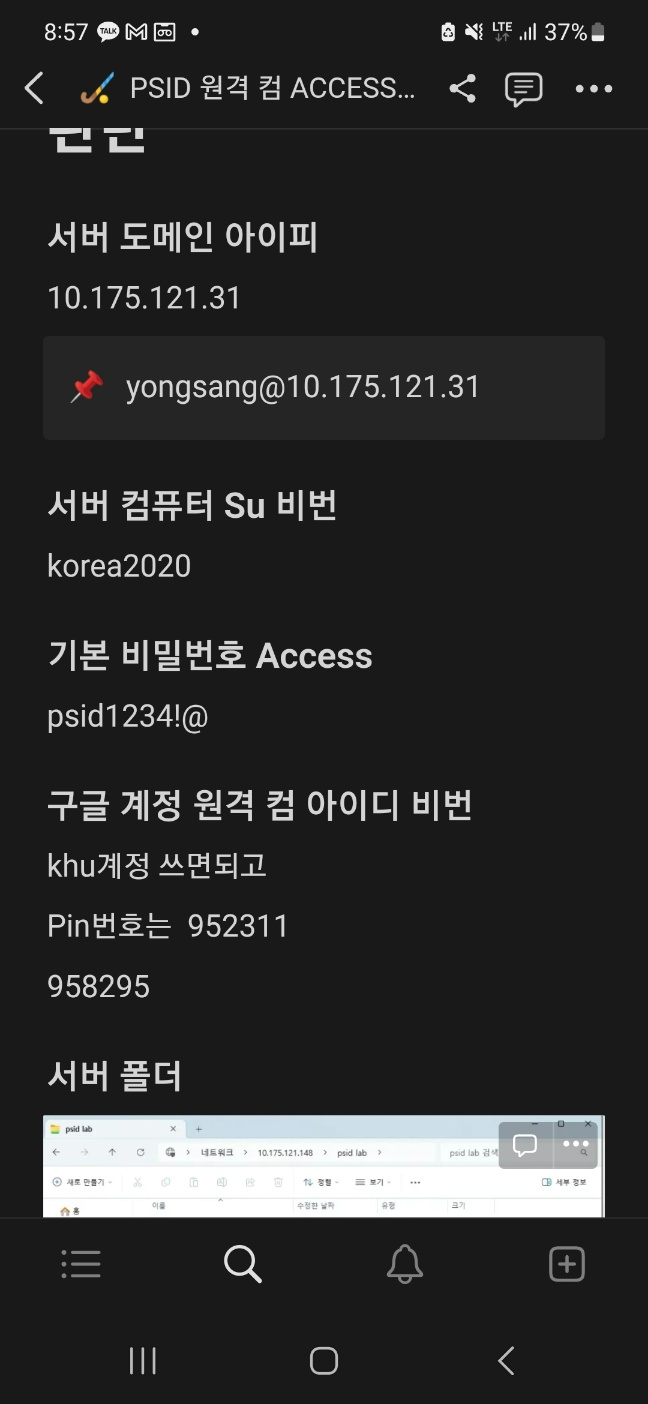 8:57 TALK LTE 37%
PSID 원격 컴 ACCESS...
서버 도메인 아이피
10.175.121.31
yongsang@10.175.121.31
서버 컴퓨터 Su 비번
korea2020
기본 비밀번호 Access
psid1234!@
구글 계정 원격 컴 아이디 비번
khu계정 쓰면되고
Pin번호는 952311
958295
서버 폴더
psid lab
네트워크 > 10.175.121.148 > psid lab > psid lab 검색
새로 만들기 정렬 보기 ... 세부 정보
이름 수정한 날짜 유형 크기
홈